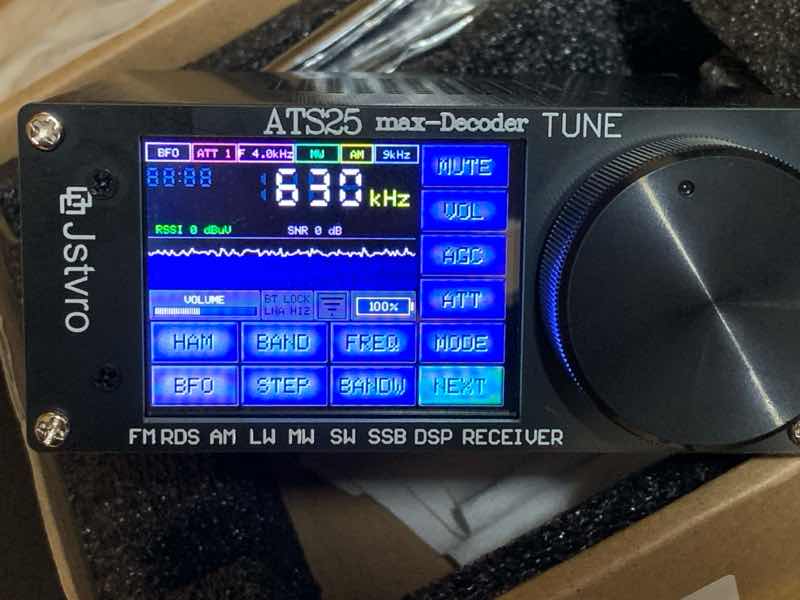 ATS25 max-Decoder TUNE
Jstvro
BFO ATT 1 F 4.0kHz MW AM 9kHz
88:88
630 kHz
RSSI 0 dBuV SNR 0 dB
VOLUME
BT LOCK
LNA HIZ
100%
MUTE
VOL
AGC
ATT
HAM BAND FREQ MODE
BFO STEP BANDW NEXT
FM RDS AM LW MW SW SSB DSP RECEIVER